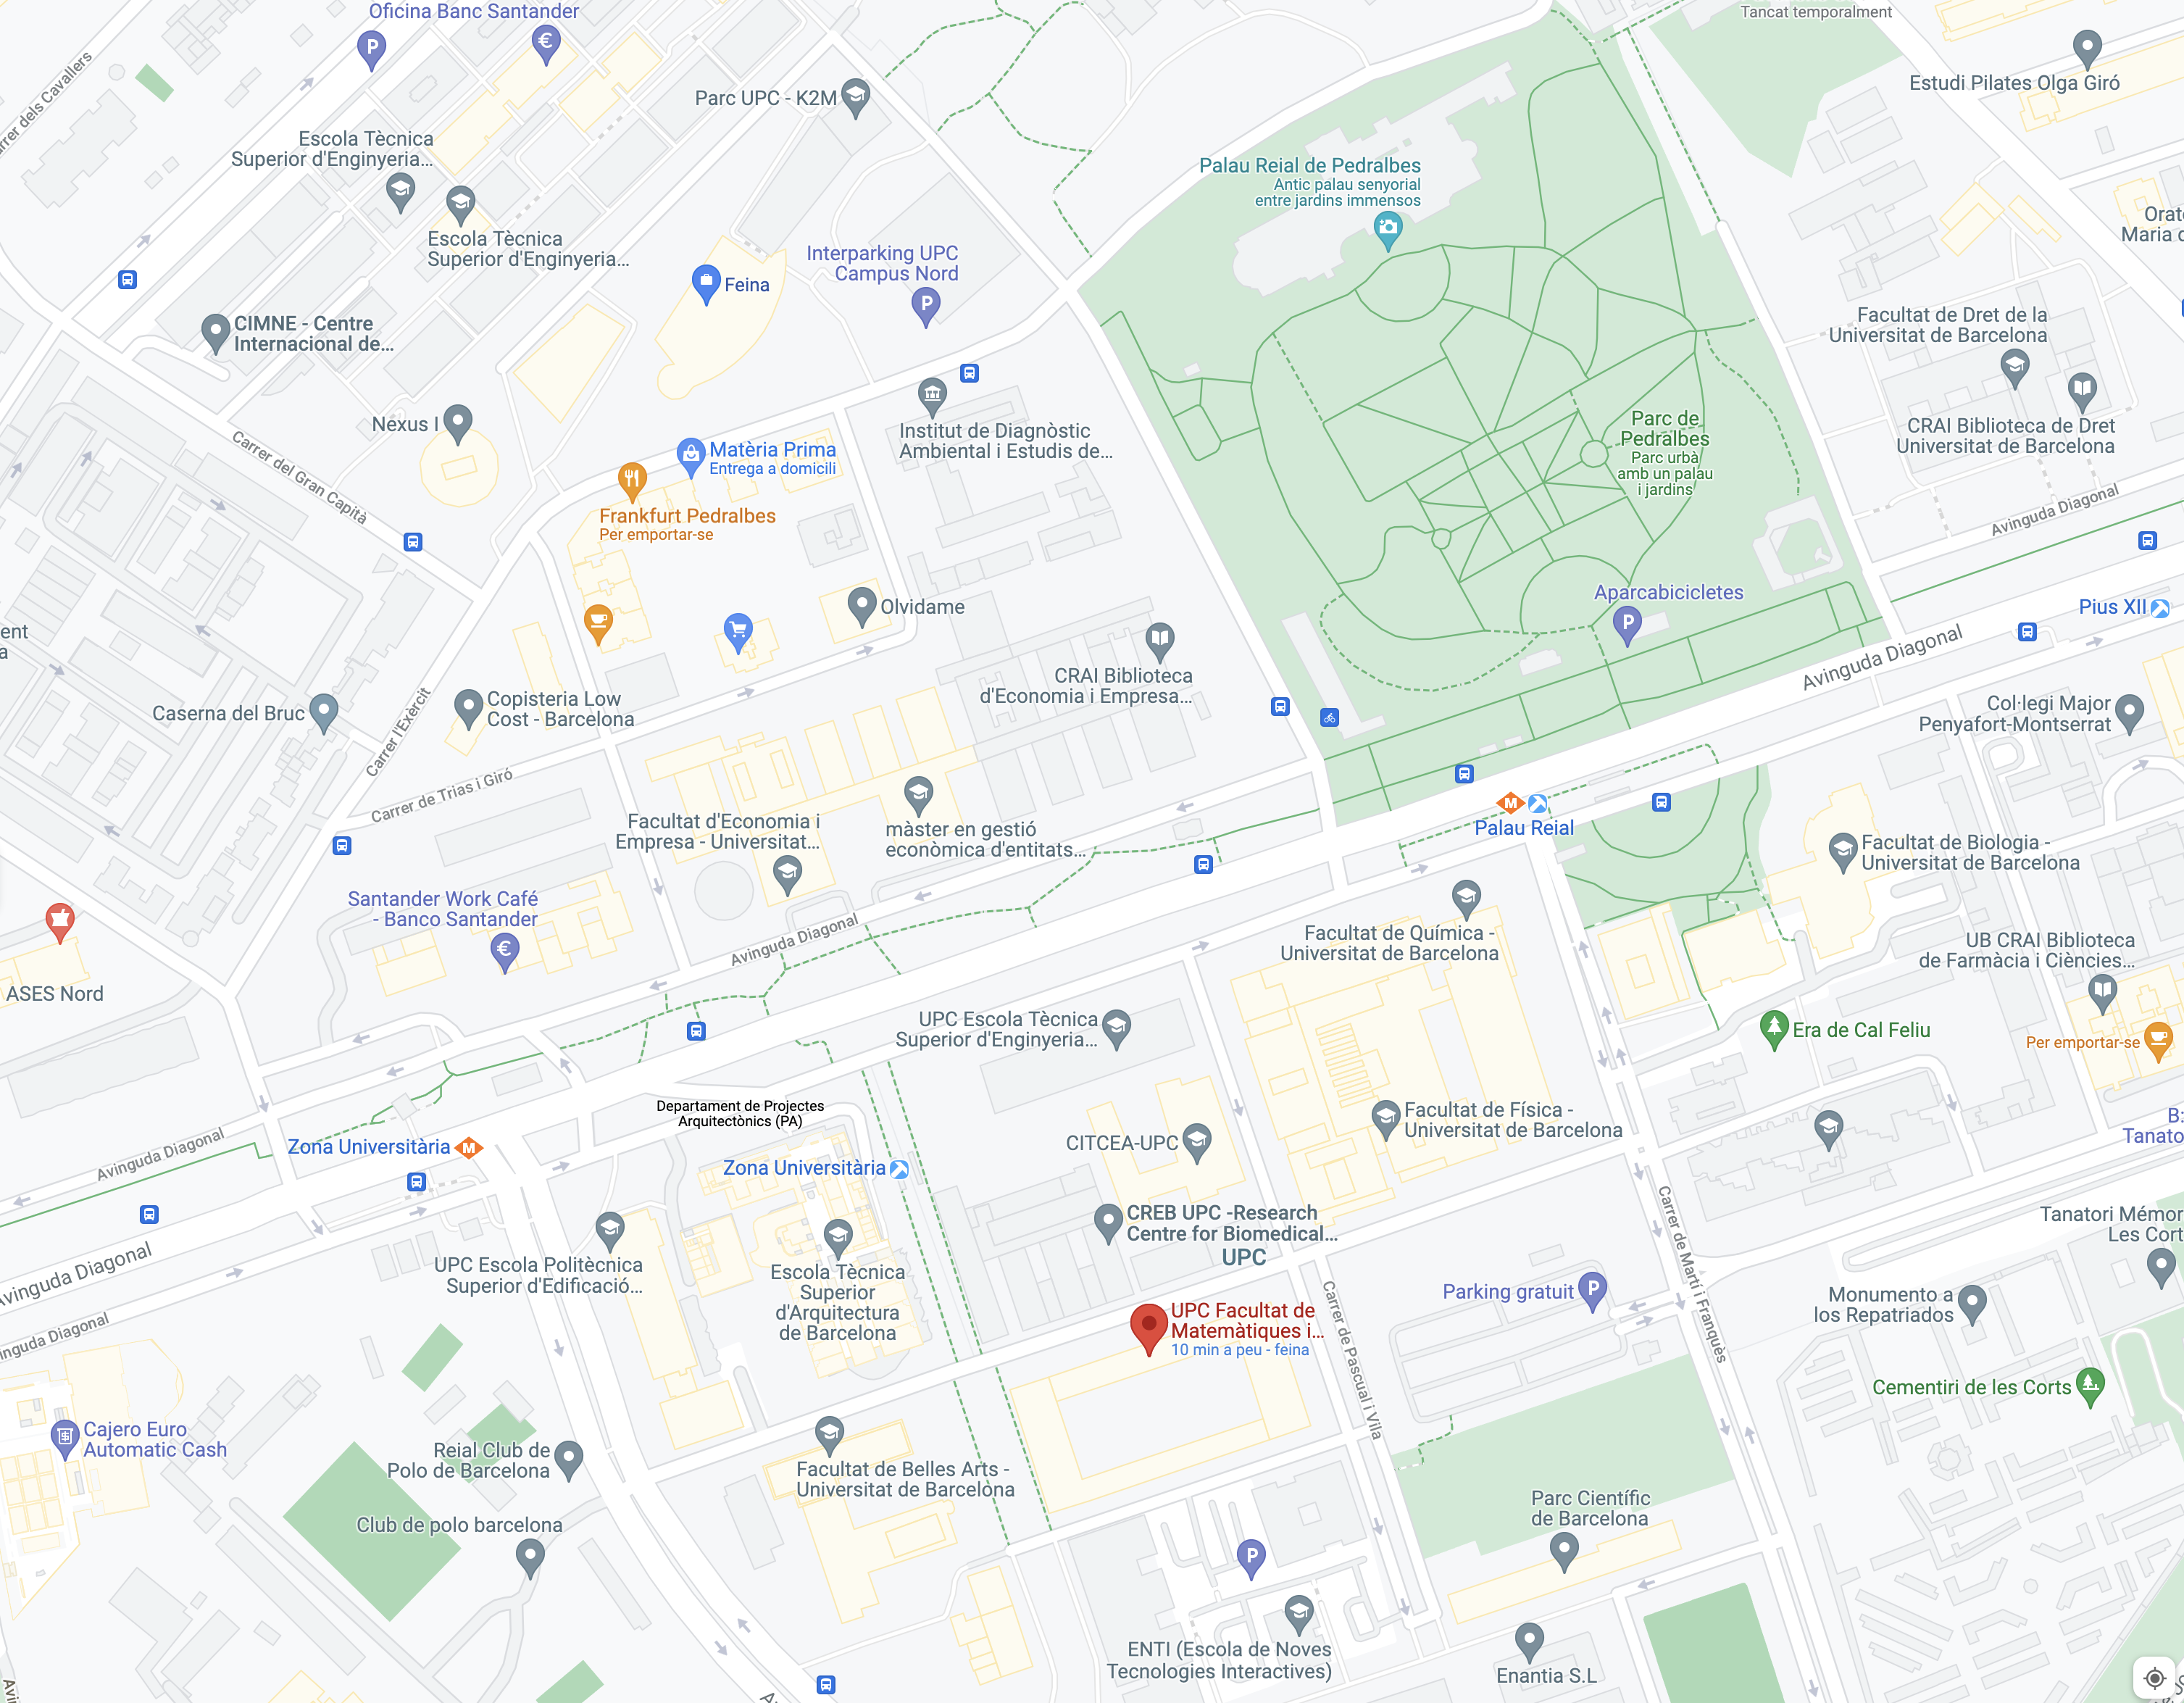 Oficina Banc Santander
Tancat temporalment
Carrer dels Cavallers
Estudi Pilates Olga Giró
Parc UPC - K2M
Escola Tècnica
Superior d'Enginyeria...
Palau Reial de Pedralbes
Antic palau senyorial
entre jardins immensos
Escola Tècnica
Superior d'Enginyeria...
Interparking UPC
Campus Nord
Feina
CIMNE - Centre
Internacional de...
Facultat de Dret de la
Universitat de Barcelona
Nexus I
Carrer del Gran Capità
Institut de Diagnòstic
Ambiental i Estudis de...
Matèria Prima
Entrega a domicili
Parc de
Pedralbes
Parc urbà
amb un palau
i jardins
CRAI Biblioteca de Dret
Universitat de Barcelona
Frankfurt Pedralbes
Per emportar-se
Avinguda Diagonal
Olvidame
Aparcabicicletes
Pius XII
Avinguda Diagonal
CRAI Biblioteca
d'Economia i Empresa...
Caserna del Bruc
Copisteria Low
Cost - Barcelona
Carrer l'Exèrcit
Col·legi Major
Penyafort-Montserrat
Carrer de Trias i Giró
Facultat d'Economia i
Empresa - Universitat...
màster en gestió
econòmica d'entitats...
Palau Reial
Facultat de Biologia -
Universitat de Barcelona
Santander Work Café
- Banco Santander
Avinguda Diagonal
Facultat de Química -
Universitat de Barcelona
UB CRAI Biblioteca
de Farmàcia i Ciències...
ASES Nord
UPC Escola Tècnica
Superior d'Enginyeria...
Era de Cal Feliu
Per emportar-se
Departament de Projectes
Arquitectònics (PA)
Facultat de Física -
Universitat de Barcelona
Avinguda Diagonal
Zona Universitària
CITCEA-UPC
Zona Universitària
CREB UPC -Research
Centre for Biomedical...
UPC
Carrer de Martí i Franquès
Tanatori Mémor
Les Cort
Avinguda Diagonal
UPC Escola Politècnica
Superior d'Edificació...
Escola Tècnica
Superior
d'Arquitectura
de Barcelona
Parking gratuit
Monumento a
los Repatriados
UPC Facultat de
Matemàtiques i...
10 min a peu - feina
Carrer de Pascual i Vila
inguda Diagonal
Cementiri de les Corts
Cajero Euro
Automatic Cash
Reial Club de
Polo de Barcelona
Facultat de Belles Arts -
Universitat de Barcelona
Club de polo barcelona
Parc Científic
de Barcelona
ENTI (Escola de Noves
Tecnologies Interactives)
Enantia S.L